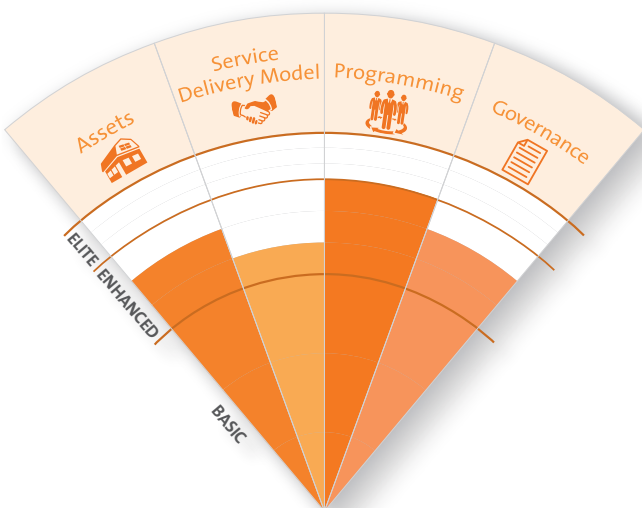 Assets
Service
Delivery Model
Programming
Governance
ELITE
ENHANCED
BASIC